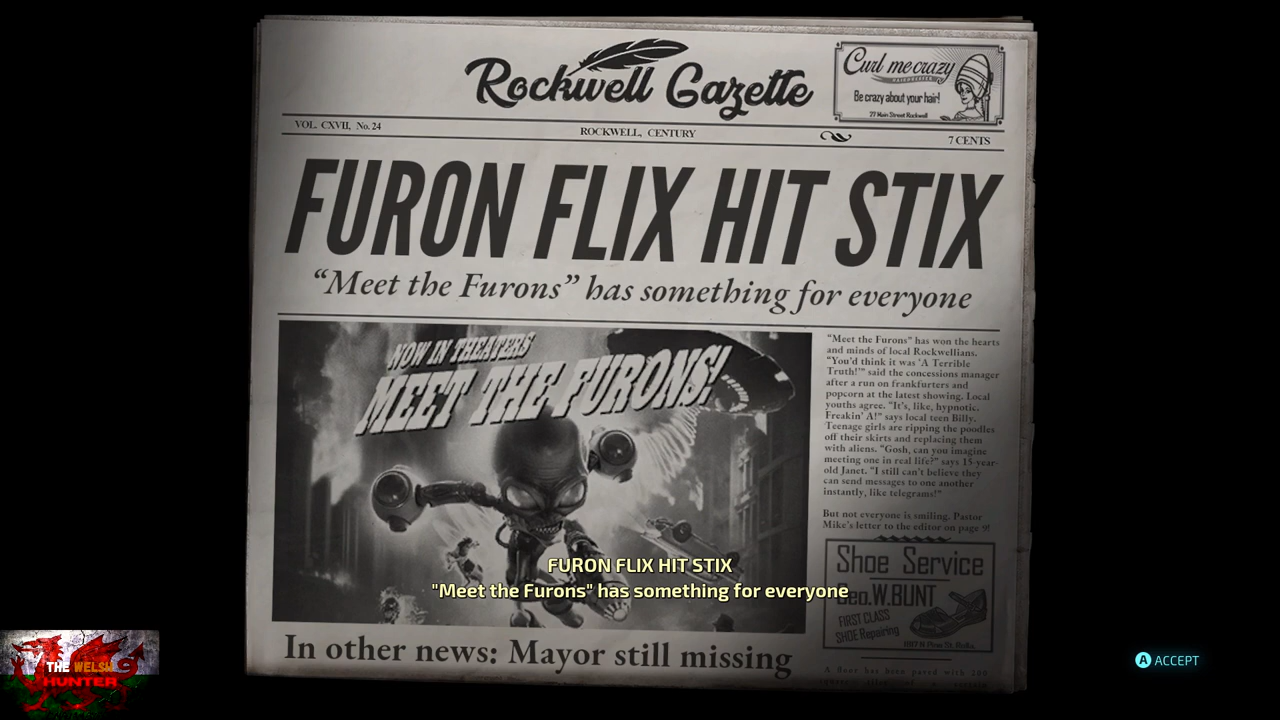 Rockwell Gazette
Curl me crazy
Be crazy about your hair!
27 Main Street Rockwell
VOL. CXVII, No. 24
ROCKWELL, CENTURY
7 CENTS
FURON FLIX HIT STIX
“Meet the Furons” has something for everyone
NOW IN THEATERS
MEET THE FURONS!
"Meet the Furons" has won the hearts
and minds of local Rockwellians.
"You'd think it was 'A Terrible
Truth!'" said the concessions manager
after a run on frankfurters and
popcorn at the latest showing. Local
youths agree. "It's, like, hypnotic.
Freakin' A!" says local teen Billy.
Teenage girls are ripping the poodles
off their skirts and replacing them
with aliens. "Gosh, can you imagine
meeting one in real life?" says 15-year-
old Janet. "I still can't believe they
can send messages to one another
instantly, like telegrams!"
But not everyone is smiling. Pastor
Mike's letter to the editor on page 9!
Shoe Service
Geo.W.BUNT
FIRST CLASS
SHOE Repairing
FURON FLIX HIT STIX
"Meet the Furons" has something for everyone
In other news: Mayor still missing
THE WELSH
HUNTER
A ACCEPT